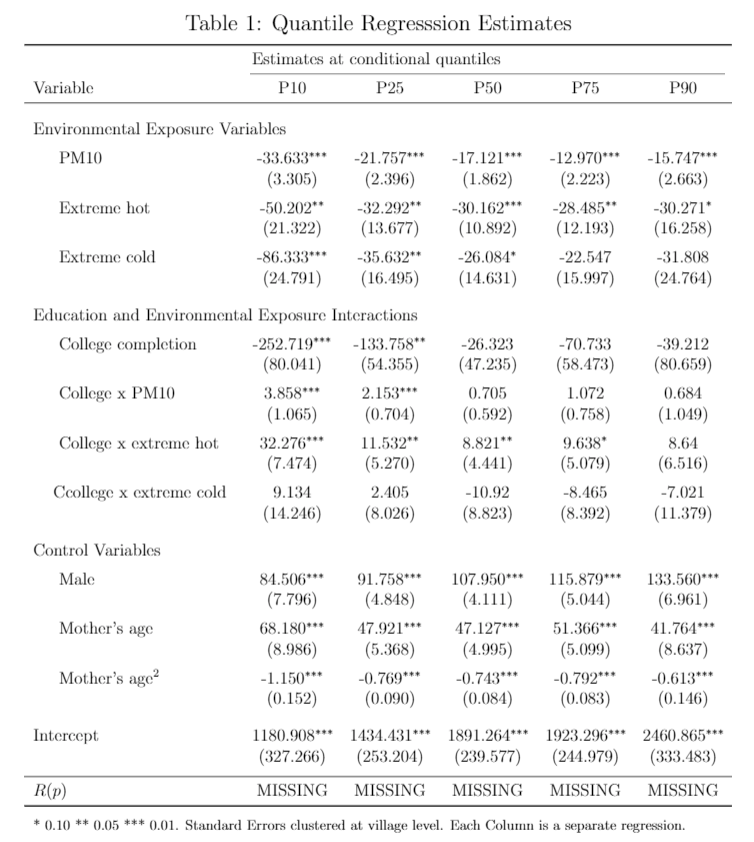 Table 1: Quantile Regresssion Estimates
Estimates at conditional quantiles
Variable P10 P25 P50 P75 P90
Environmental Exposure Variables
PM10 -33.633*** -21.757*** -17.121*** -12.970*** -15.747***
(3.305) (2.396) (1.862) (2.223) (2.663)
Extreme hot -50.202** -32.292** -30.162*** -28.485** -30.271*
(21.322) (13.677) (10.892) (12.193) (16.258)
Extreme cold -86.333*** -35.632** -26.084* -22.547 -31.808
(24.791) (16.495) (14.631) (15.997) (24.764)
Education and Environmental Exposure Interactions
College completion -252.719*** -133.758** -26.323 -70.733 -39.212
(80.041) (54.355) (47.235) (58.473) (80.659)
College x PM10 3.858*** 2.153*** 0.705 1.072 0.684
(1.065) (0.704) (0.592) (0.758) (1.049)
College x extreme hot 32.276*** 11.532** 8.821** 9.638* 8.64
(7.474) (5.270) (4.441) (5.079) (6.516)
Ccollege x extreme cold 9.134 2.405 -10.92 -8.465 -7.021
(14.246) (8.026) (8.823) (8.392) (11.379)
Control Variables
Male 84.506*** 91.758*** 107.950*** 115.879*** 133.560***
(7.796) (4.848) (4.111) (5.044) (6.961)
Mother's age 68.180*** 47.921*** 47.127*** 51.366*** 41.764***
(8.986) (5.368) (4.995) (5.099) (8.637)
Mother's age² -1.150*** -0.769*** -0.743*** -0.792*** -0.613***
(0.152) (0.090) (0.084) (0.083) (0.146)
Intercept 1180.908*** 1434.431*** 1891.264*** 1923.296*** 2460.865***
(327.266) (253.204) (239.577) (244.979) (333.483)
R(p) MISSING MISSING MISSING MISSING MISSING
* 0.10 ** 0.05 *** 0.01. Standard Errors clustered at village level. Each Column is a separate regression.